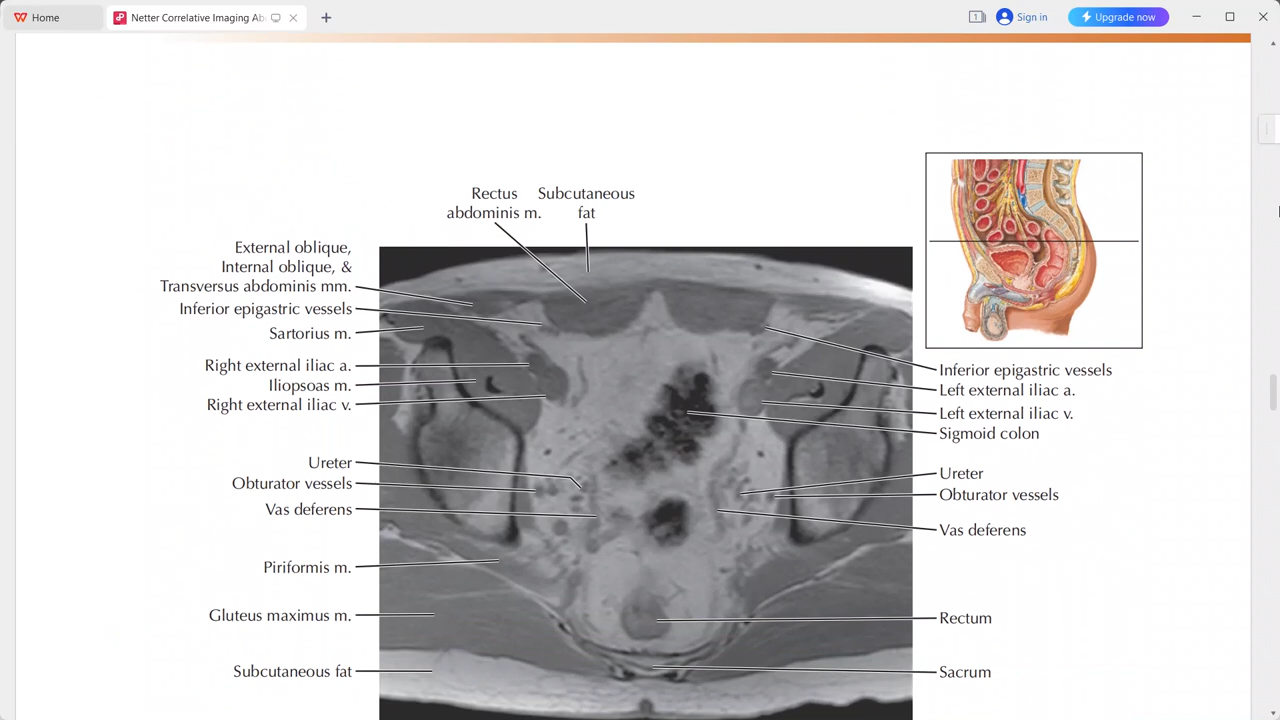 Home
Netter Correlative Imaging Ab
1
Sign in
Upgrade now
Rectus
abdominis m.
Subcutaneous
fat
External oblique,
Internal oblique, &
Transversus abdominis mm.
Inferior epigastric vessels
Sartorius m.
Right external iliac a.
Iliopsoas m.
Right external iliac v.
Ureter
Obturator vessels
Vas deferens
Piriformis m.
Gluteus maximus m.
Subcutaneous fat
Inferior epigastric vessels
Left external iliac a.
Left external iliac v.
Sigmoid colon
Ureter
Obturator vessels
Vas deferens
Rectum
Sacrum